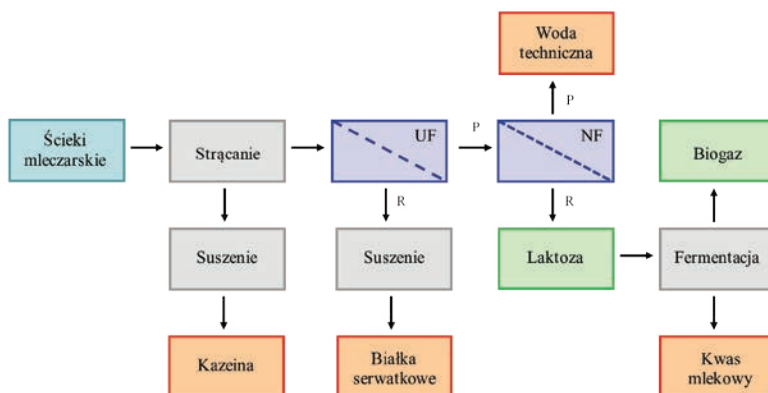 Woda
techniczna
P
Ścieki
mleczarskie
Strącanie
UF
P
NF
Biogaz
R
R
Suszenie
Suszenie
Laktoza
Fermentacja
Kazeina
Białka
serwatkowe
Kwas
mlekowy